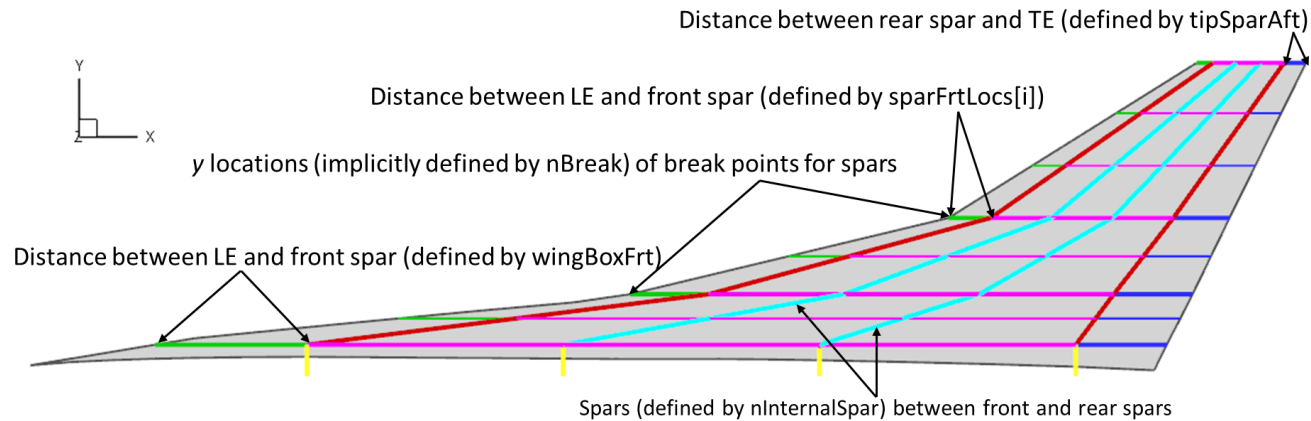 Distance between rear spar and TE (defined by tipSparAft)
Y
Z
X
Distance between LE and front spar (defined by sparFrtLocs[i])
y locations (implicitly defined by nBreak) of break points for spars
Distance between LE and front spar (defined by wingBoxFrt)
Spars (defined by nInternalSpar) between front and rear spars